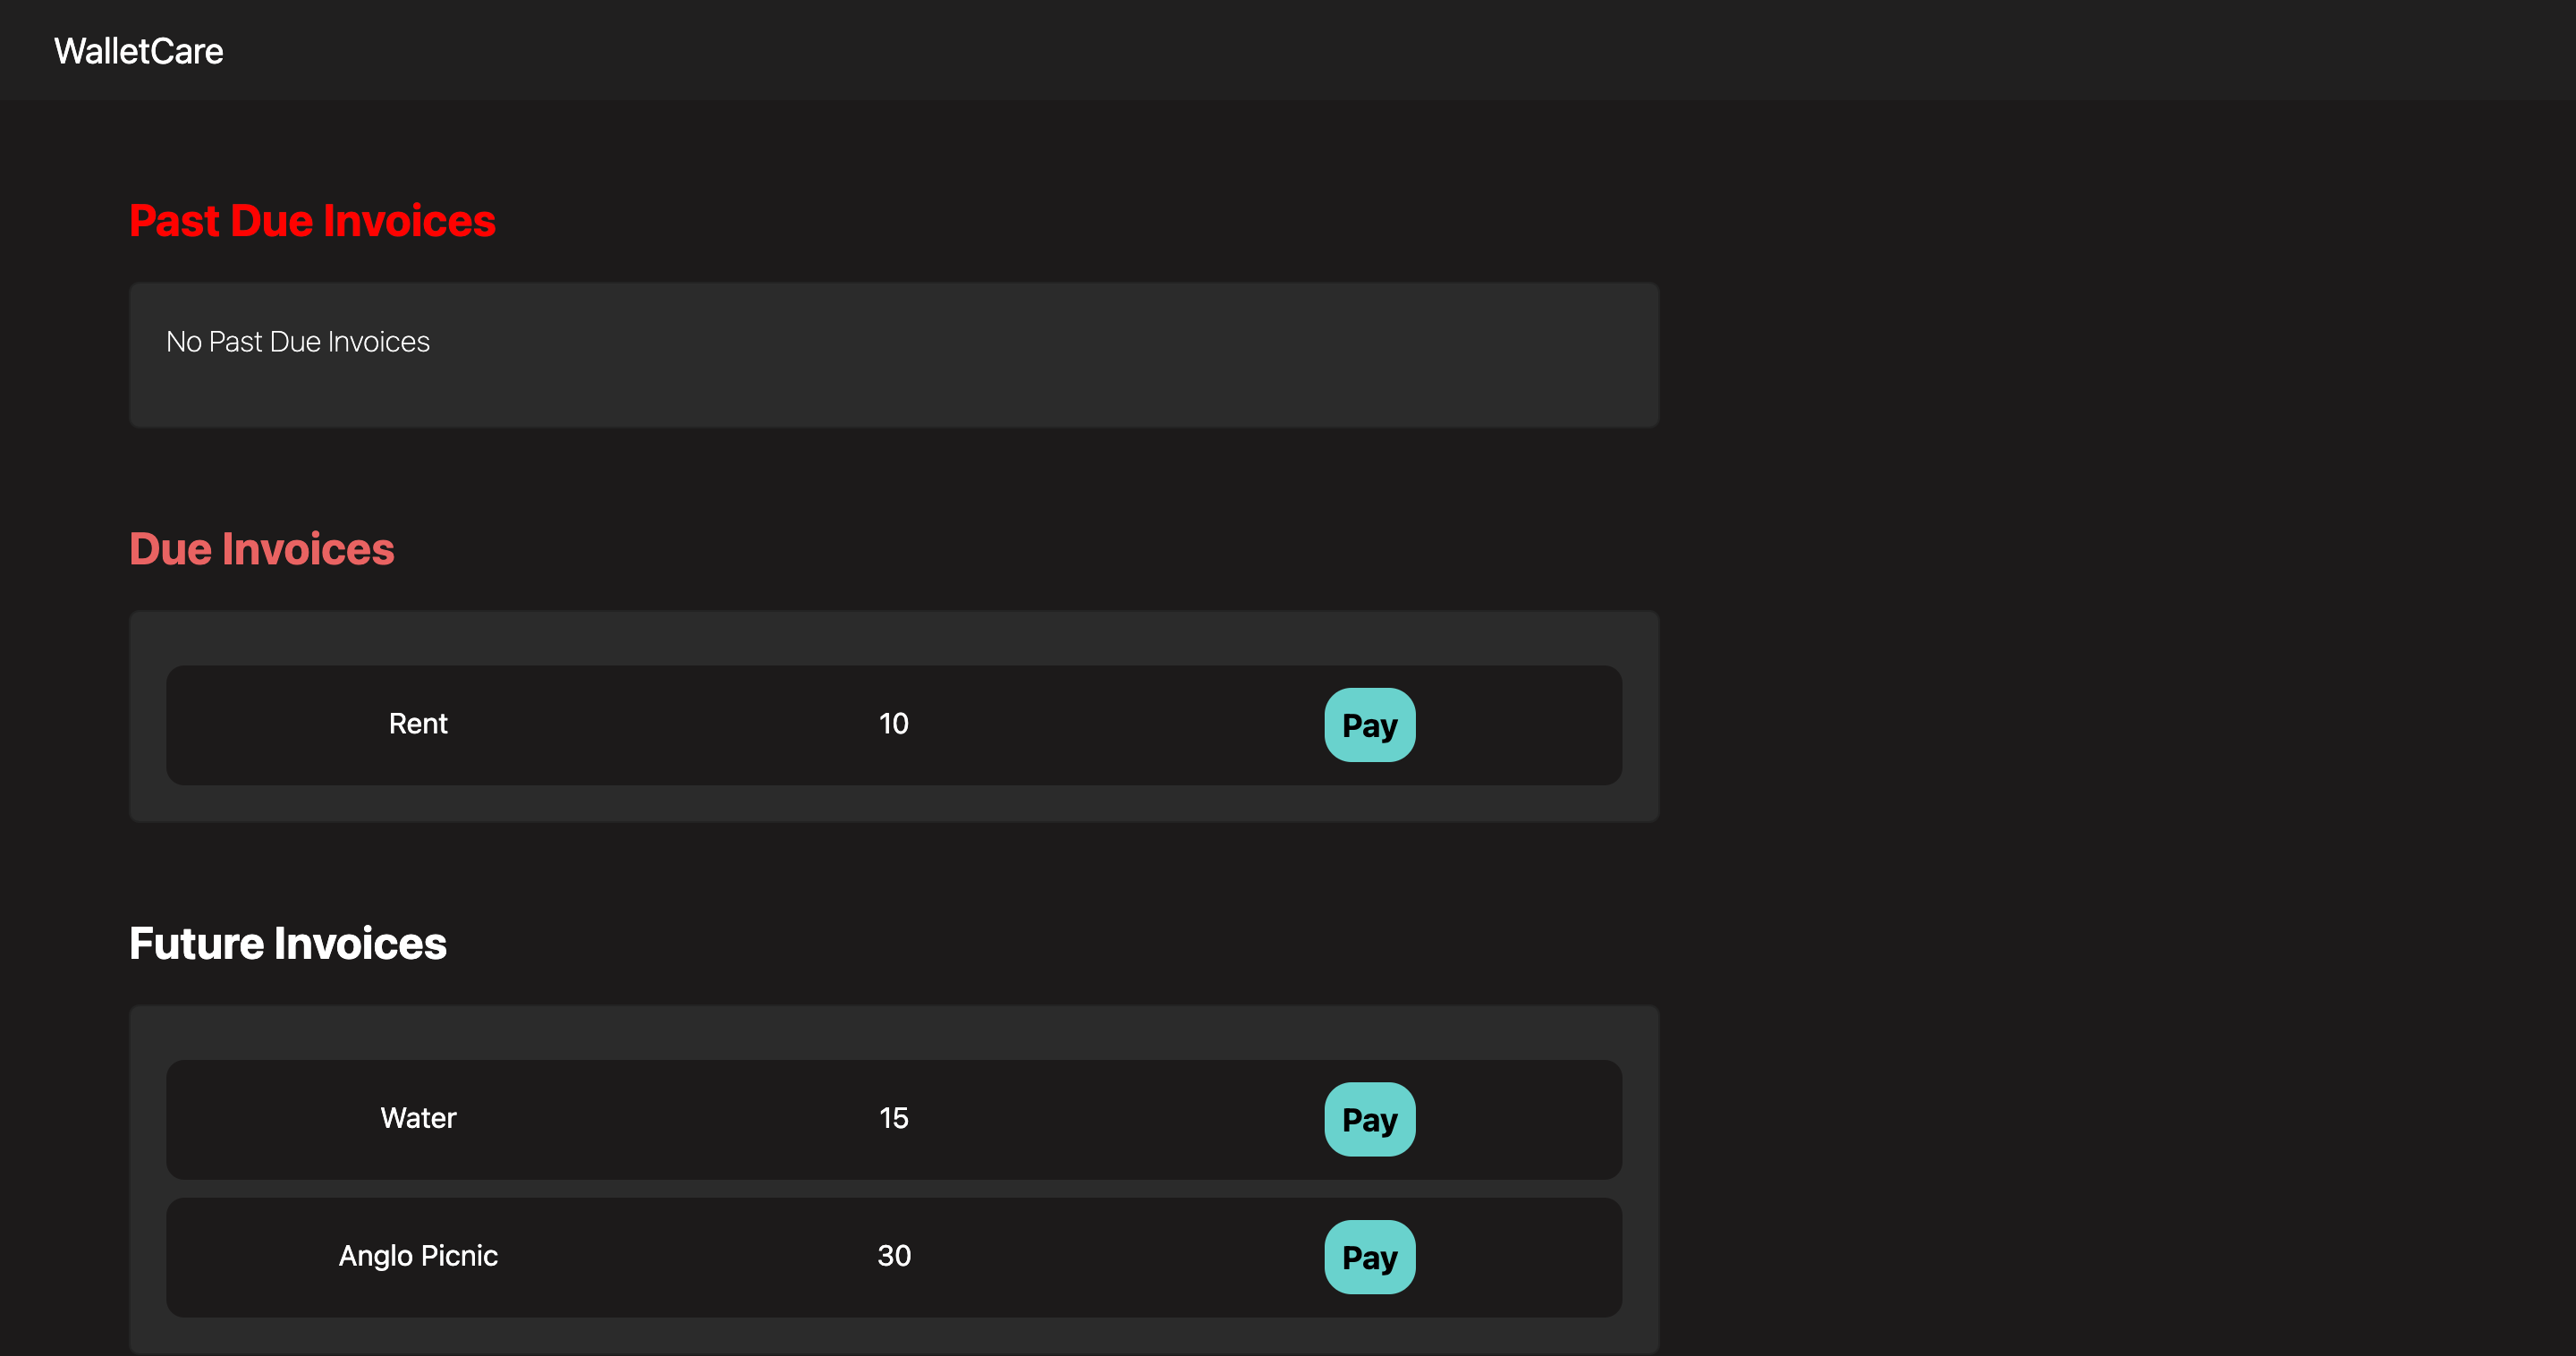 WalletCare
Past Due Invoices
No Past Due Invoices
Due Invoices
Rent 10 Pay
Future Invoices
Water 15 Pay
Anglo Picnic 30 Pay